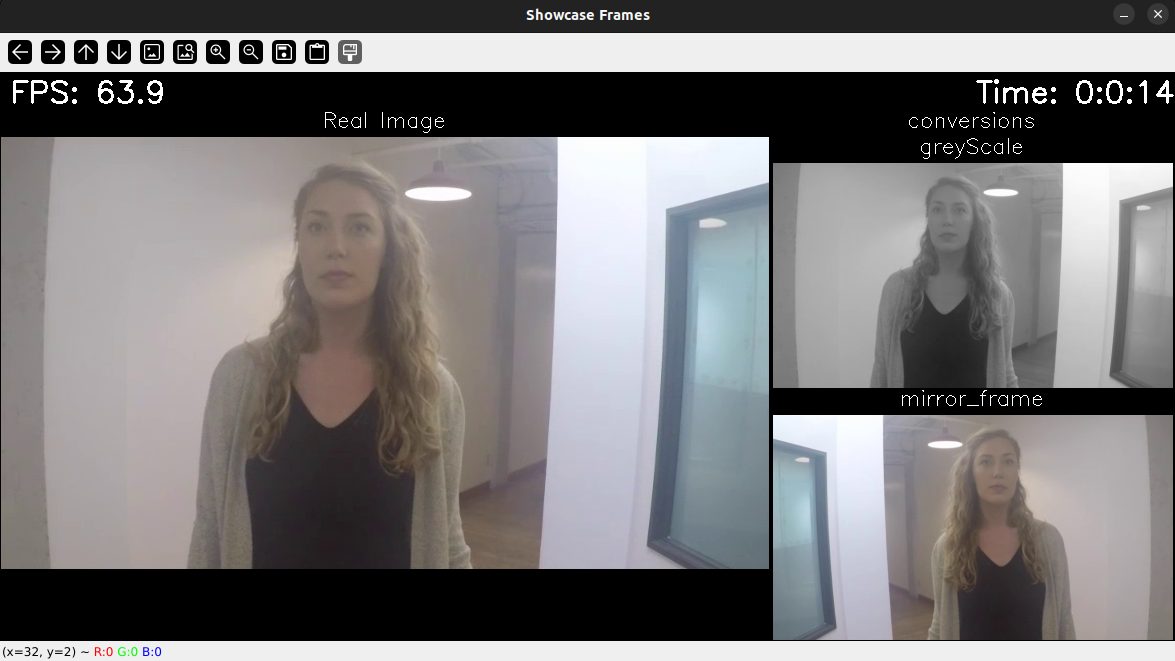 Showcase Frames
FPS: 63.9
Time: 0:0:14
Real Image
conversions
greyScale
mirror_frame
(x=32, y=2) ~ R:0 G:0 B:0